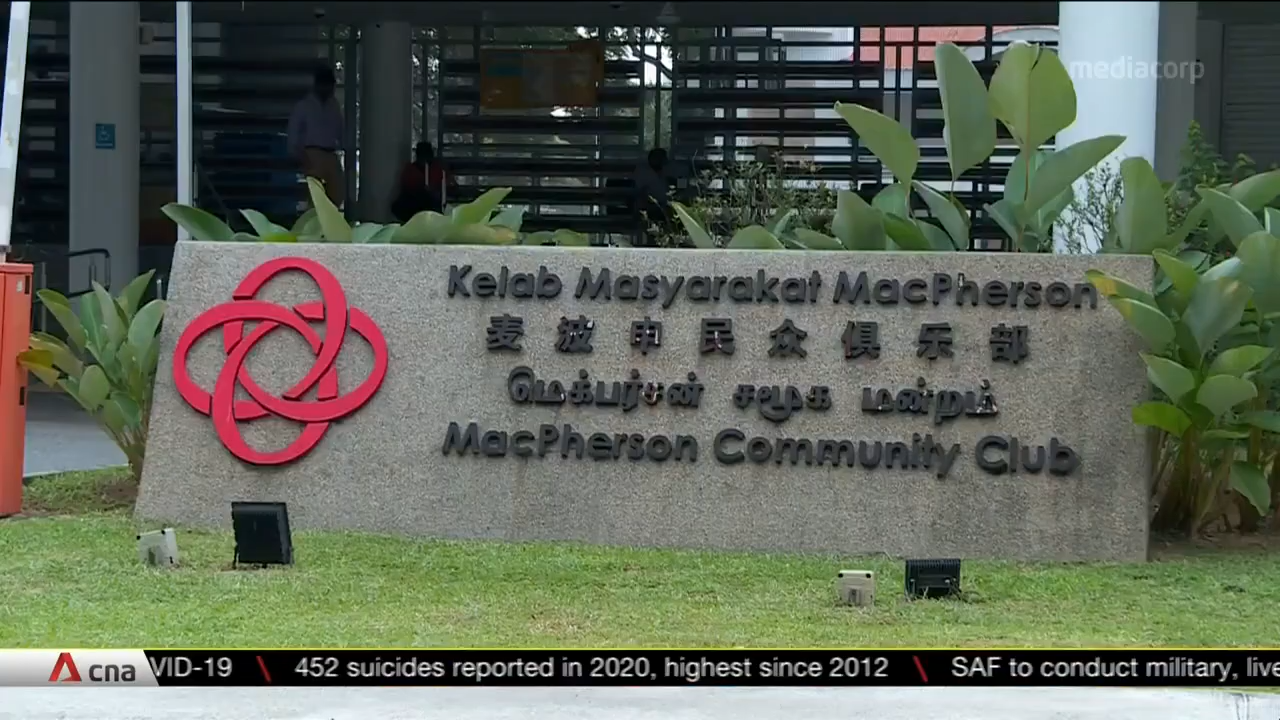 mediacorp
Kelab Masyarakat MacPherson
麦波申民众俱乐部
மெக்பர்சன் சமூக மன்றம்
MacPherson Community Club
cna VID-19 \ 452 suicides reported in 2020, highest since 2012 \ SAF to conduct military, live